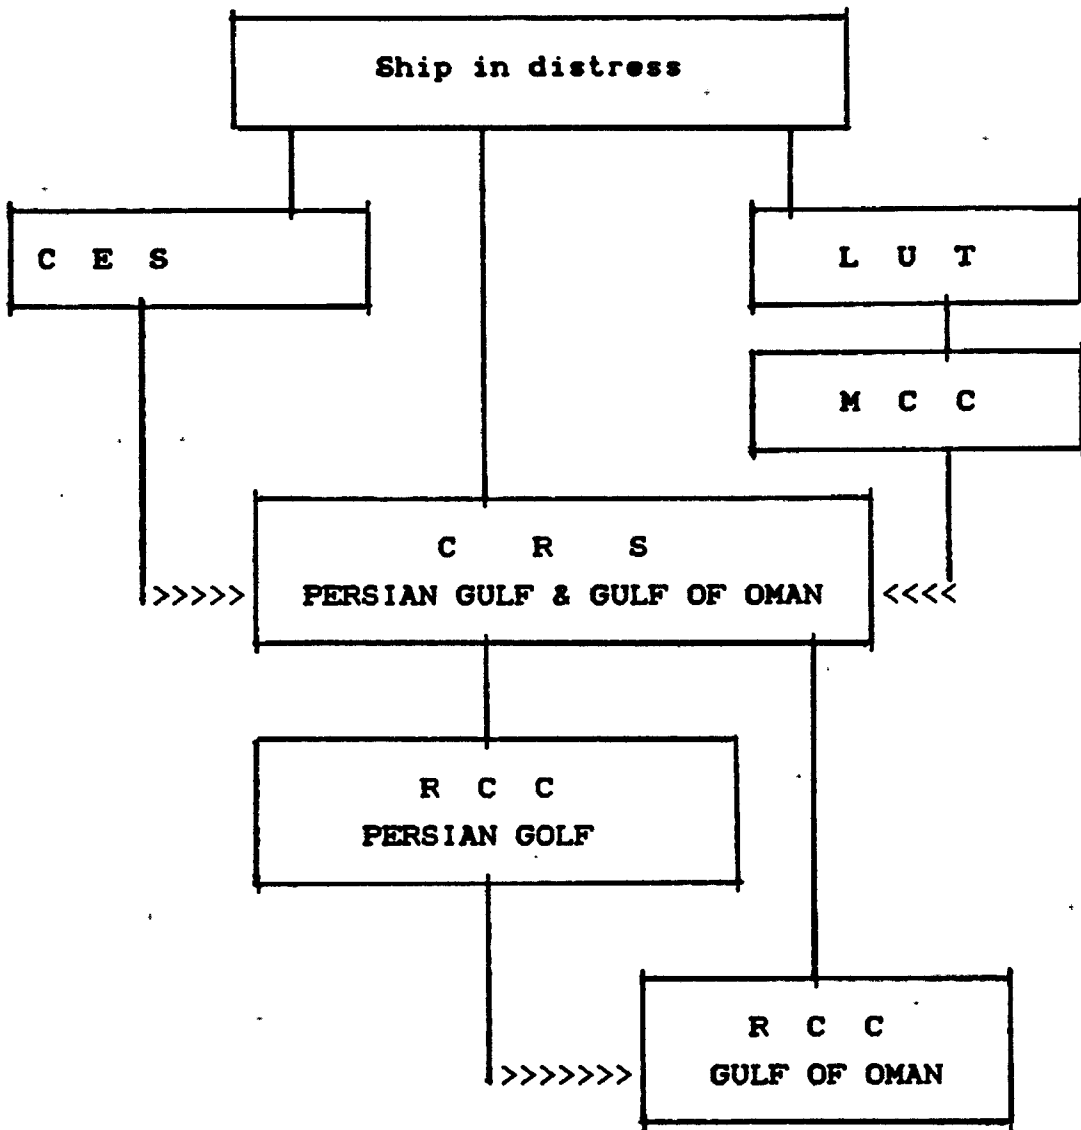 Ship in distress
C E S
L U T
M C C
C R S
PERSIAN GULF & GULF OF OMAN
>>>>>
<<<<
R C C
PERSIAN GOLF
R C C
GULF OF OMAN
>>>>>>>